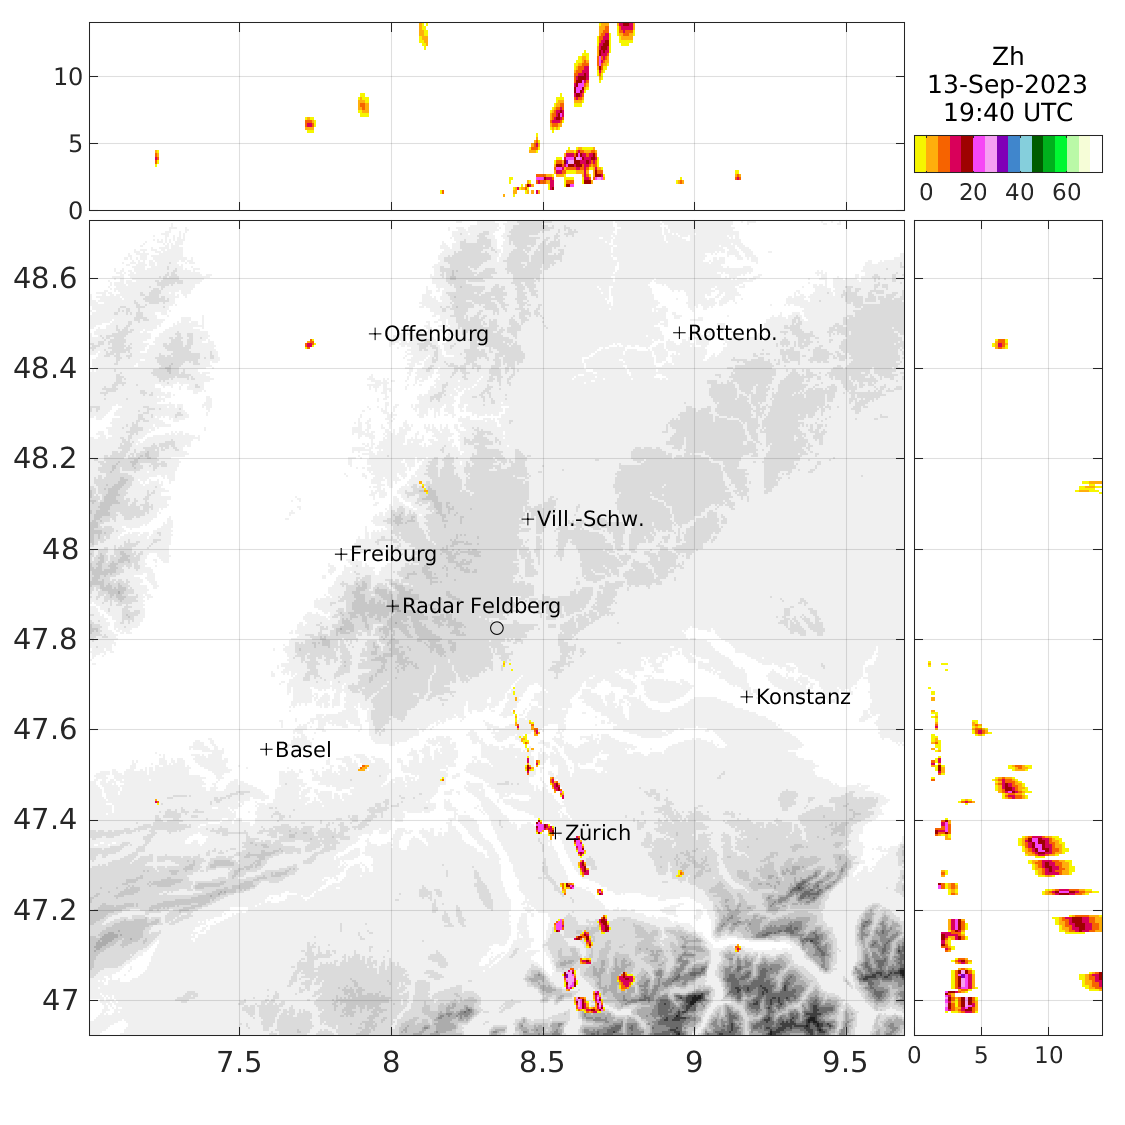 10
5
0
Zh
13-Sep-2023
19:40 UTC
0 20 40 60
48.6
48.4
48.2
48
47.8
47.6
47.4
47.2
47
Offenburg
Rottenb.
Vill.-Schw.
Freiburg
Radar Feldberg
Konstanz
Basel
Zürich
7.5 8 8.5 9 9.5
0 5 10